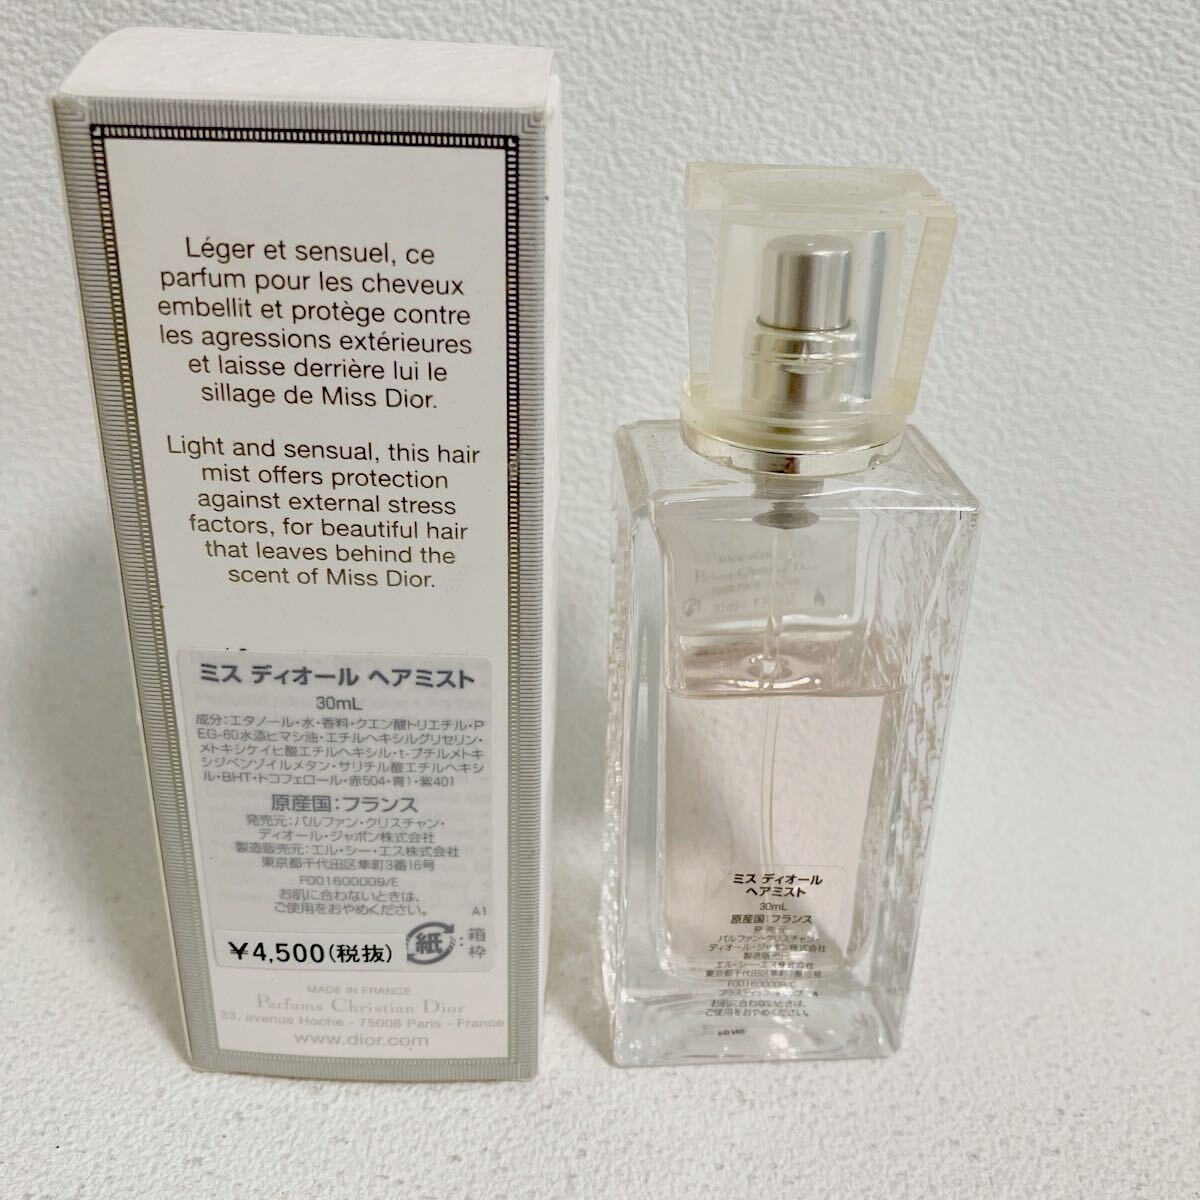 Léger et sensuel, ce
parfum pour les cheveux
embellit et protège contre
les agressions extérieures
et laisse derrière lui le
sillage de Miss Dior.
Light and sensual, this hair
mist offers protection
against external stress
factors, for beautiful hair
that leaves behind the
scent of Miss Dior.
ミス ディオール ヘアミスト
30mL
成分:エタノール・水・香料・クエン酸トリエチル・P
EG-60水添ヒマシ油・エチルヘキシルグリセリン・
メトキシケイヒ酸エチルヘキシル・t-ブチルメトキ
シジベンゾイルメタン・サリチル酸エチルヘキシ
ル・BHT・トコフェロール・赤504・青1・紫401
原産国:フランス
発売元:パルファン・クリスチャン・
ディオール・ジャポン株式会社
製造販売元:エル・シー・エス株式会社
東京都千代田区隼町3番16号
F001600009/E
お肌に合わないときは、
ご使用をおやめください。 A1
¥4,500(税抜) 紙:箱
枠
MADE IN FRANCE
Parfums Christian Dior
33, avenue Hoche - 75008 Paris - France
www.dior.com
ミス ディオール
ヘアミスト
30mL
原産国:フランス
発売元
パルファン・クリスチャン・
ディオール・ジャポン株式会社
製造販売元
エル・シー・エス株式会社
東京都千代田区隼町3番16号
F001600009/C
お肌に合わないときは、
ご使用をおやめください。